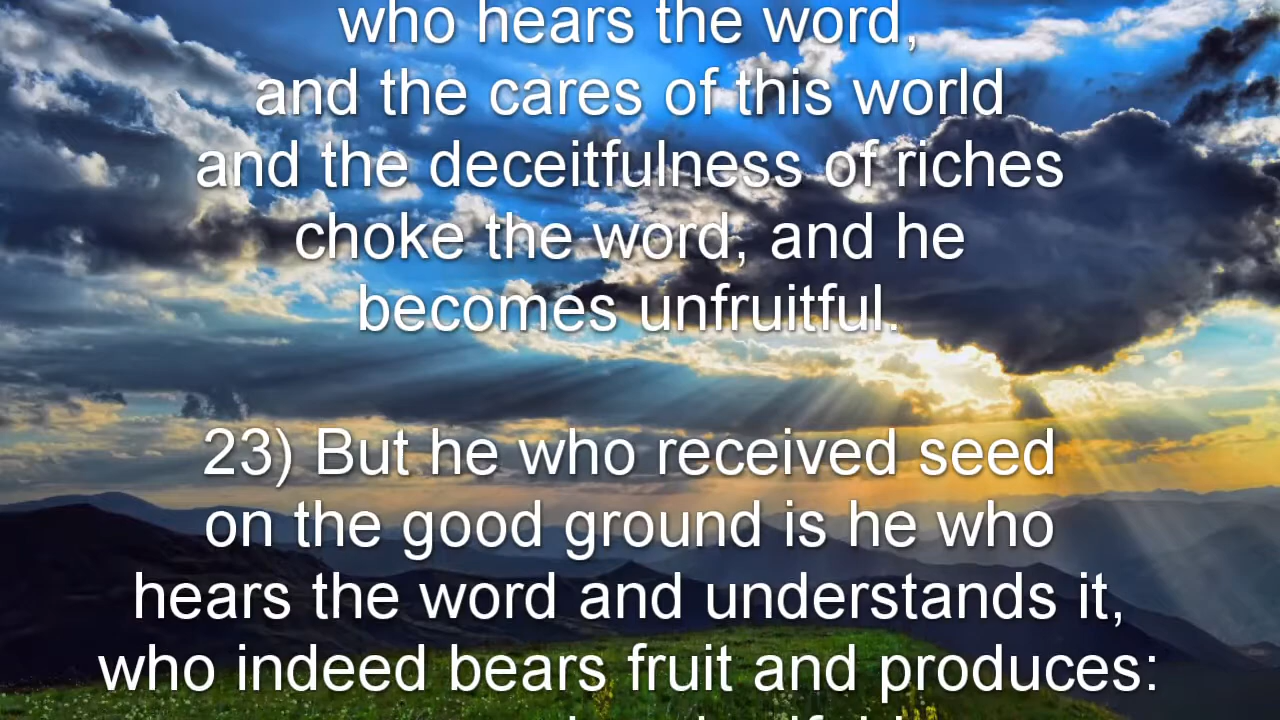 who hears the word,
and the cares of this world
and the deceitfulness of riches
choke the word, and he
becomes unfruitful.
23) But he who received seed
on the good ground is he who
hears the word and understands it,
who indeed bears fruit and produces: